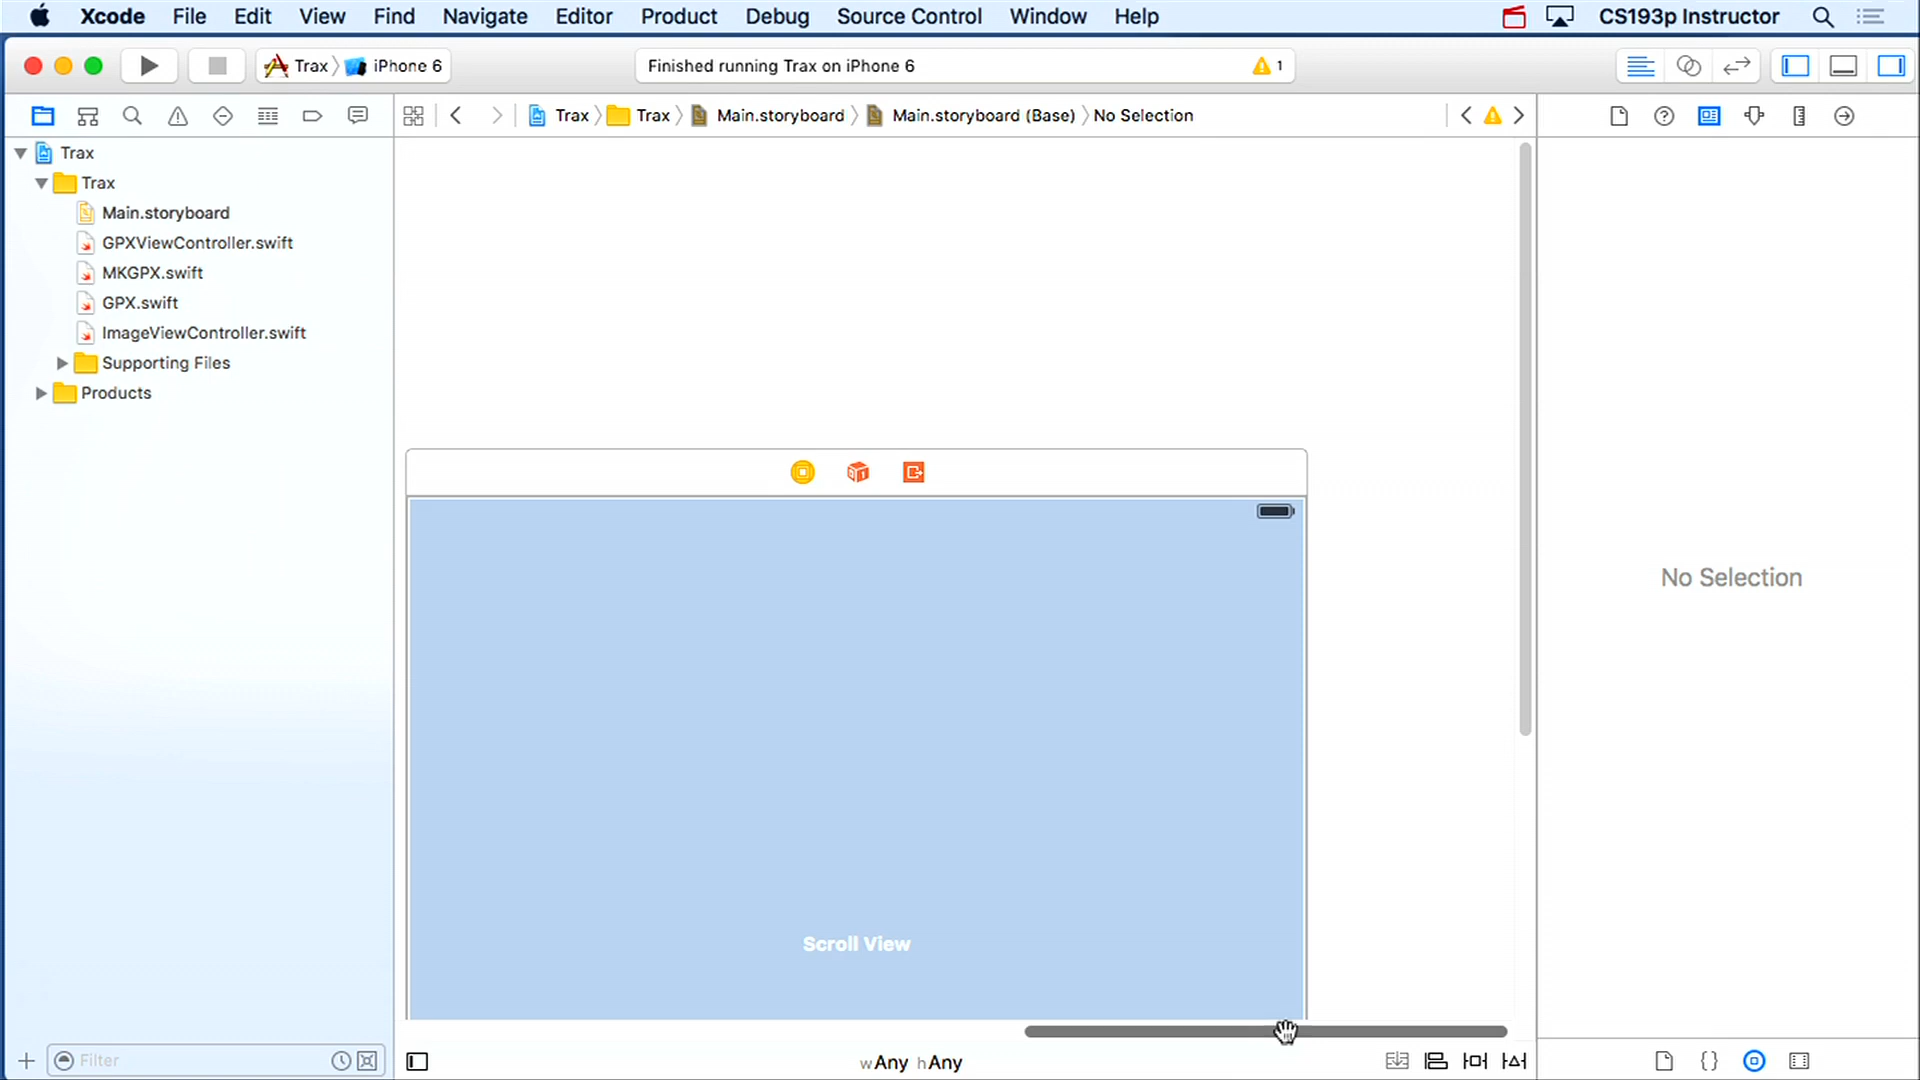 Xcode File Edit View Find Navigate Editor Product Debug Source Control Window Help CS193p Instructor
Trax iPhone 6 Finished running Trax on iPhone 6 1
Trax Trax Main.storyboard Main.storyboard (Base) No Selection
Trax
Trax
Main.storyboard
GPXViewController.swift
MKGPX.swift
GPX.swift
ImageViewController.swift
Supporting Files
Products
No Selection
Scroll View
Filter
wAny hAny